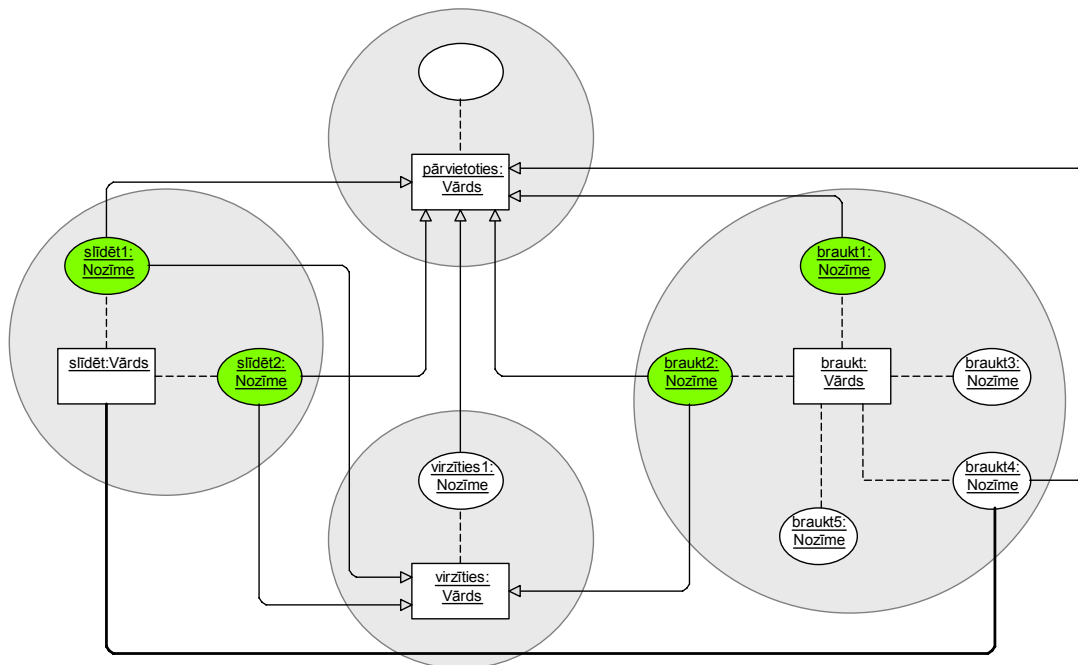 pārvietoties:
Vārds
slīdēt1:
Nozīme
braukt1:
Nozīme
slīdēt:Vārds
slīdēt2:
Nozīme
braukt2:
Nozīme
braukt:
Vārds
braukt3:
Nozīme
virzīties1:
Nozīme
braukt4:
Nozīme
braukt5:
Nozīme
virzīties:
Vārds